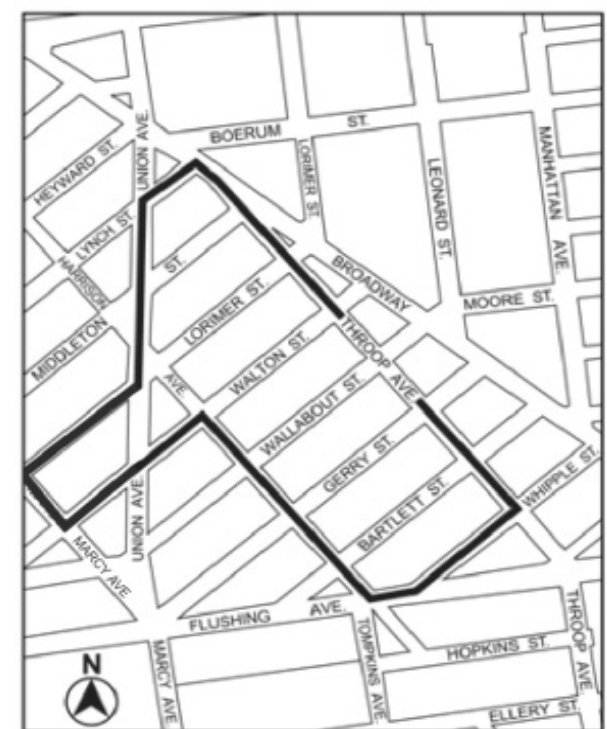 BOERUM ST.
UNION AVE.
HEYWARD ST.
LYNCH ST.
HARRISON AVE.
MIDDLETON ST.
LORIMER ST.
LORIMER ST.
LEONARD ST.
MANHATTAN AVE.
BROADWAY
MOORE ST.
THROOP AVE.
WALTON ST.
WALLABOUT ST.
GERRY ST.
BARTLETT ST.
WHIPPLE ST.
UNION AVE.
MARCY AVE.
FLUSHING AVE.
MARCY AVE.
TOMPKINS AVE.
HOPKINS ST.
THROOP AVE.
ELLERY ST.
N